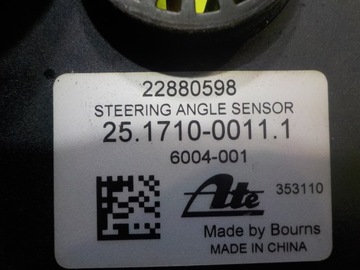 22880598
STEERING ANGLE SENSOR
25.1710-0011.1
6004-001
Ate 353110
Made by Bourns
MADE IN CHINA